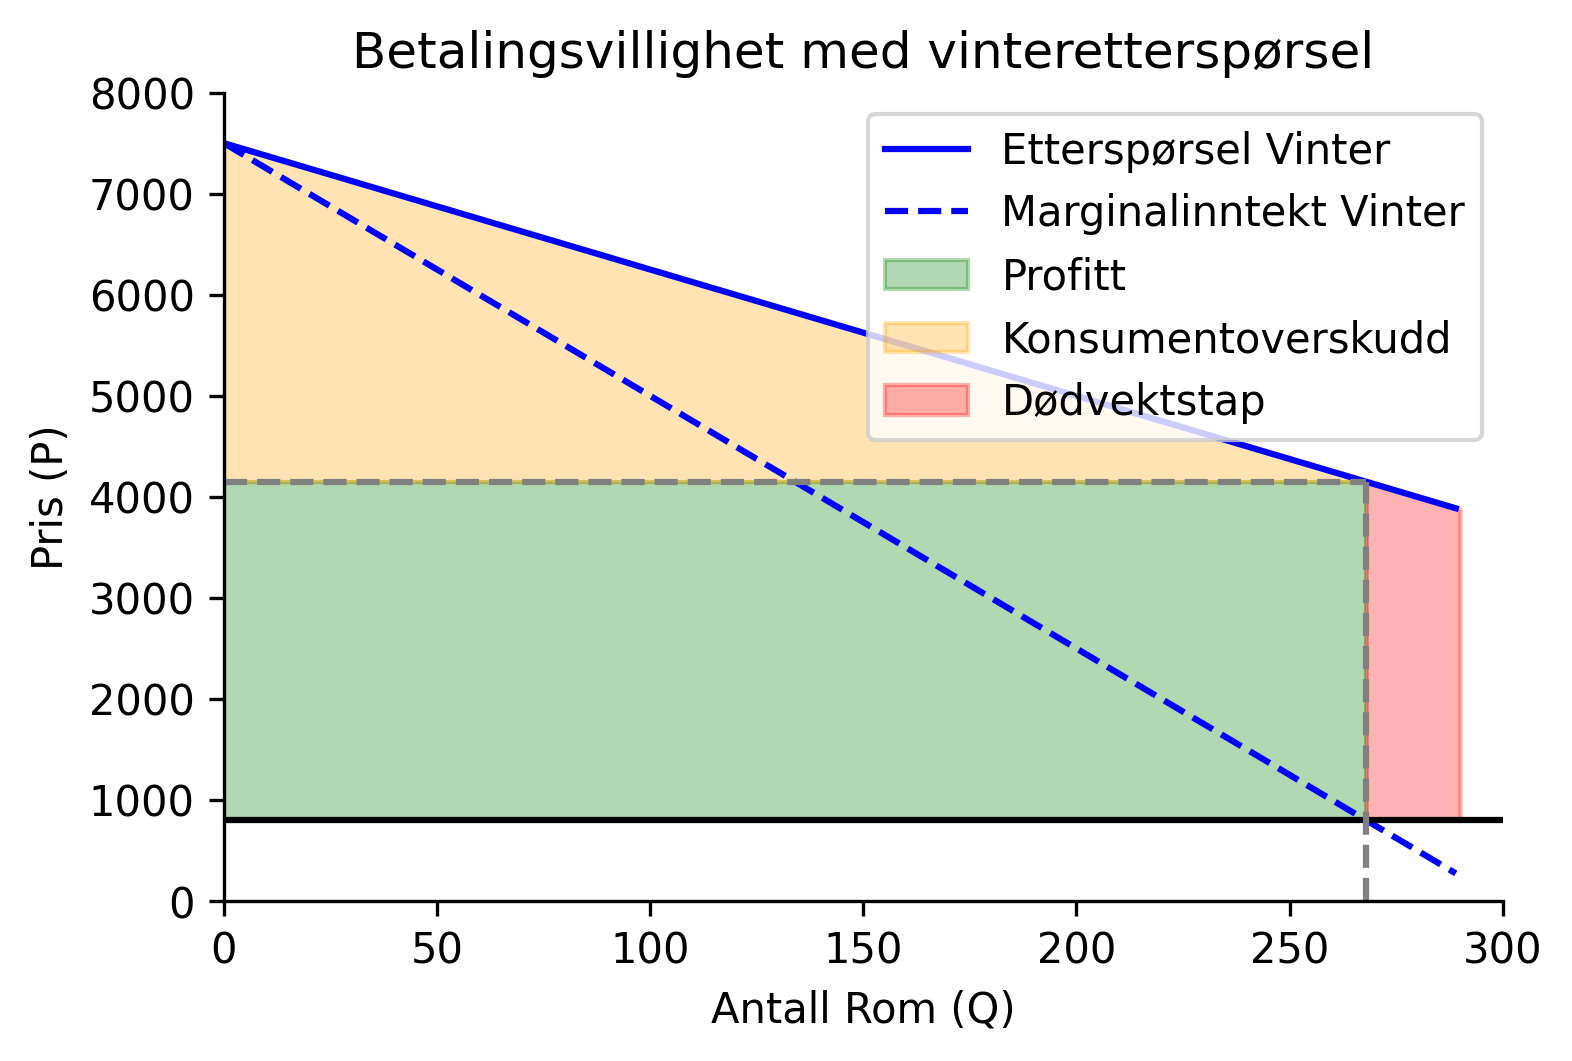 Betalingsvillighet med vinteretterspørsel
8000
7000
6000
5000
4000
3000
2000
1000
0
Pris (P)
Etterspørsel Vinter
Marginalinntekt Vinter
Profitt
Konsumentoverskudd
Dødvektstap
0 50 100 150 200 250 300
Antall Rom (Q)